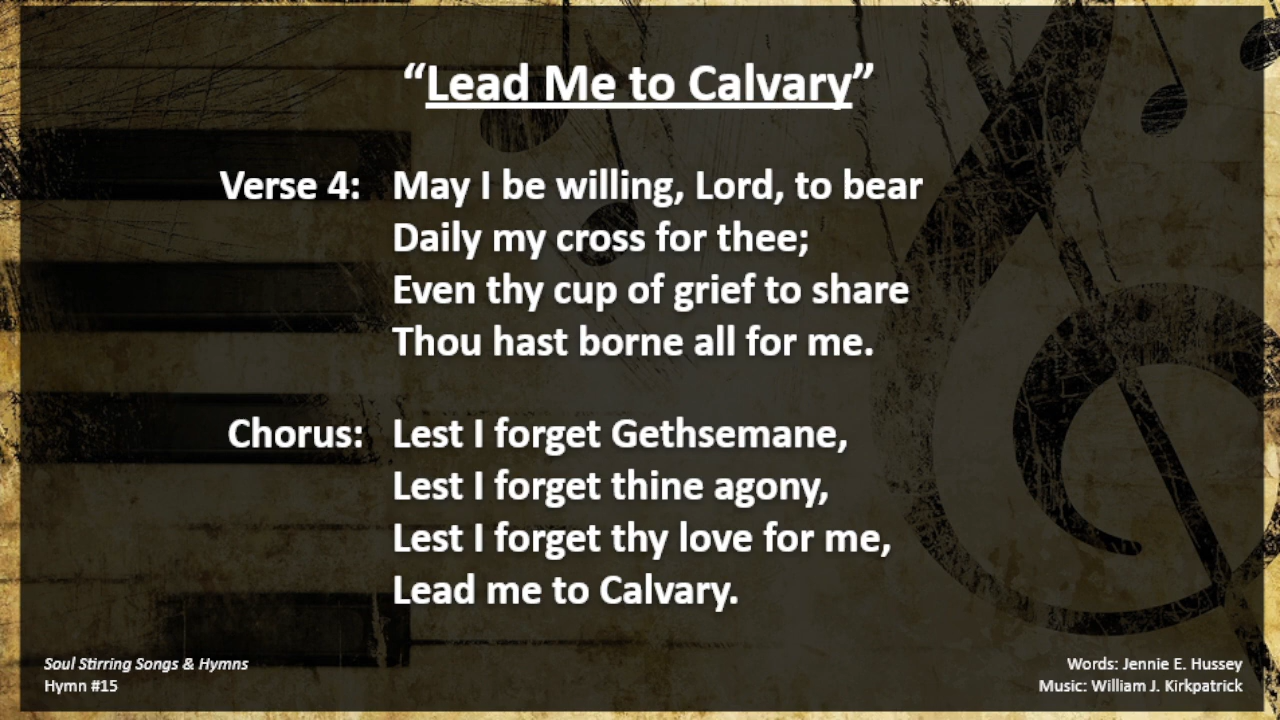 “Lead Me to Calvary”
Verse 4: May I be willing, Lord, to bear
Daily my cross for thee;
Even thy cup of grief to share
Thou hast borne all for me.
Chorus: Lest I forget Gethsemane,
Lest I forget thine agony,
Lest I forget thy love for me,
Lead me to Calvary.
Soul Stirring Songs & Hymns
Hymn #15
Words: Jennie E. Hussey
Music: William J. Kirkpatrick